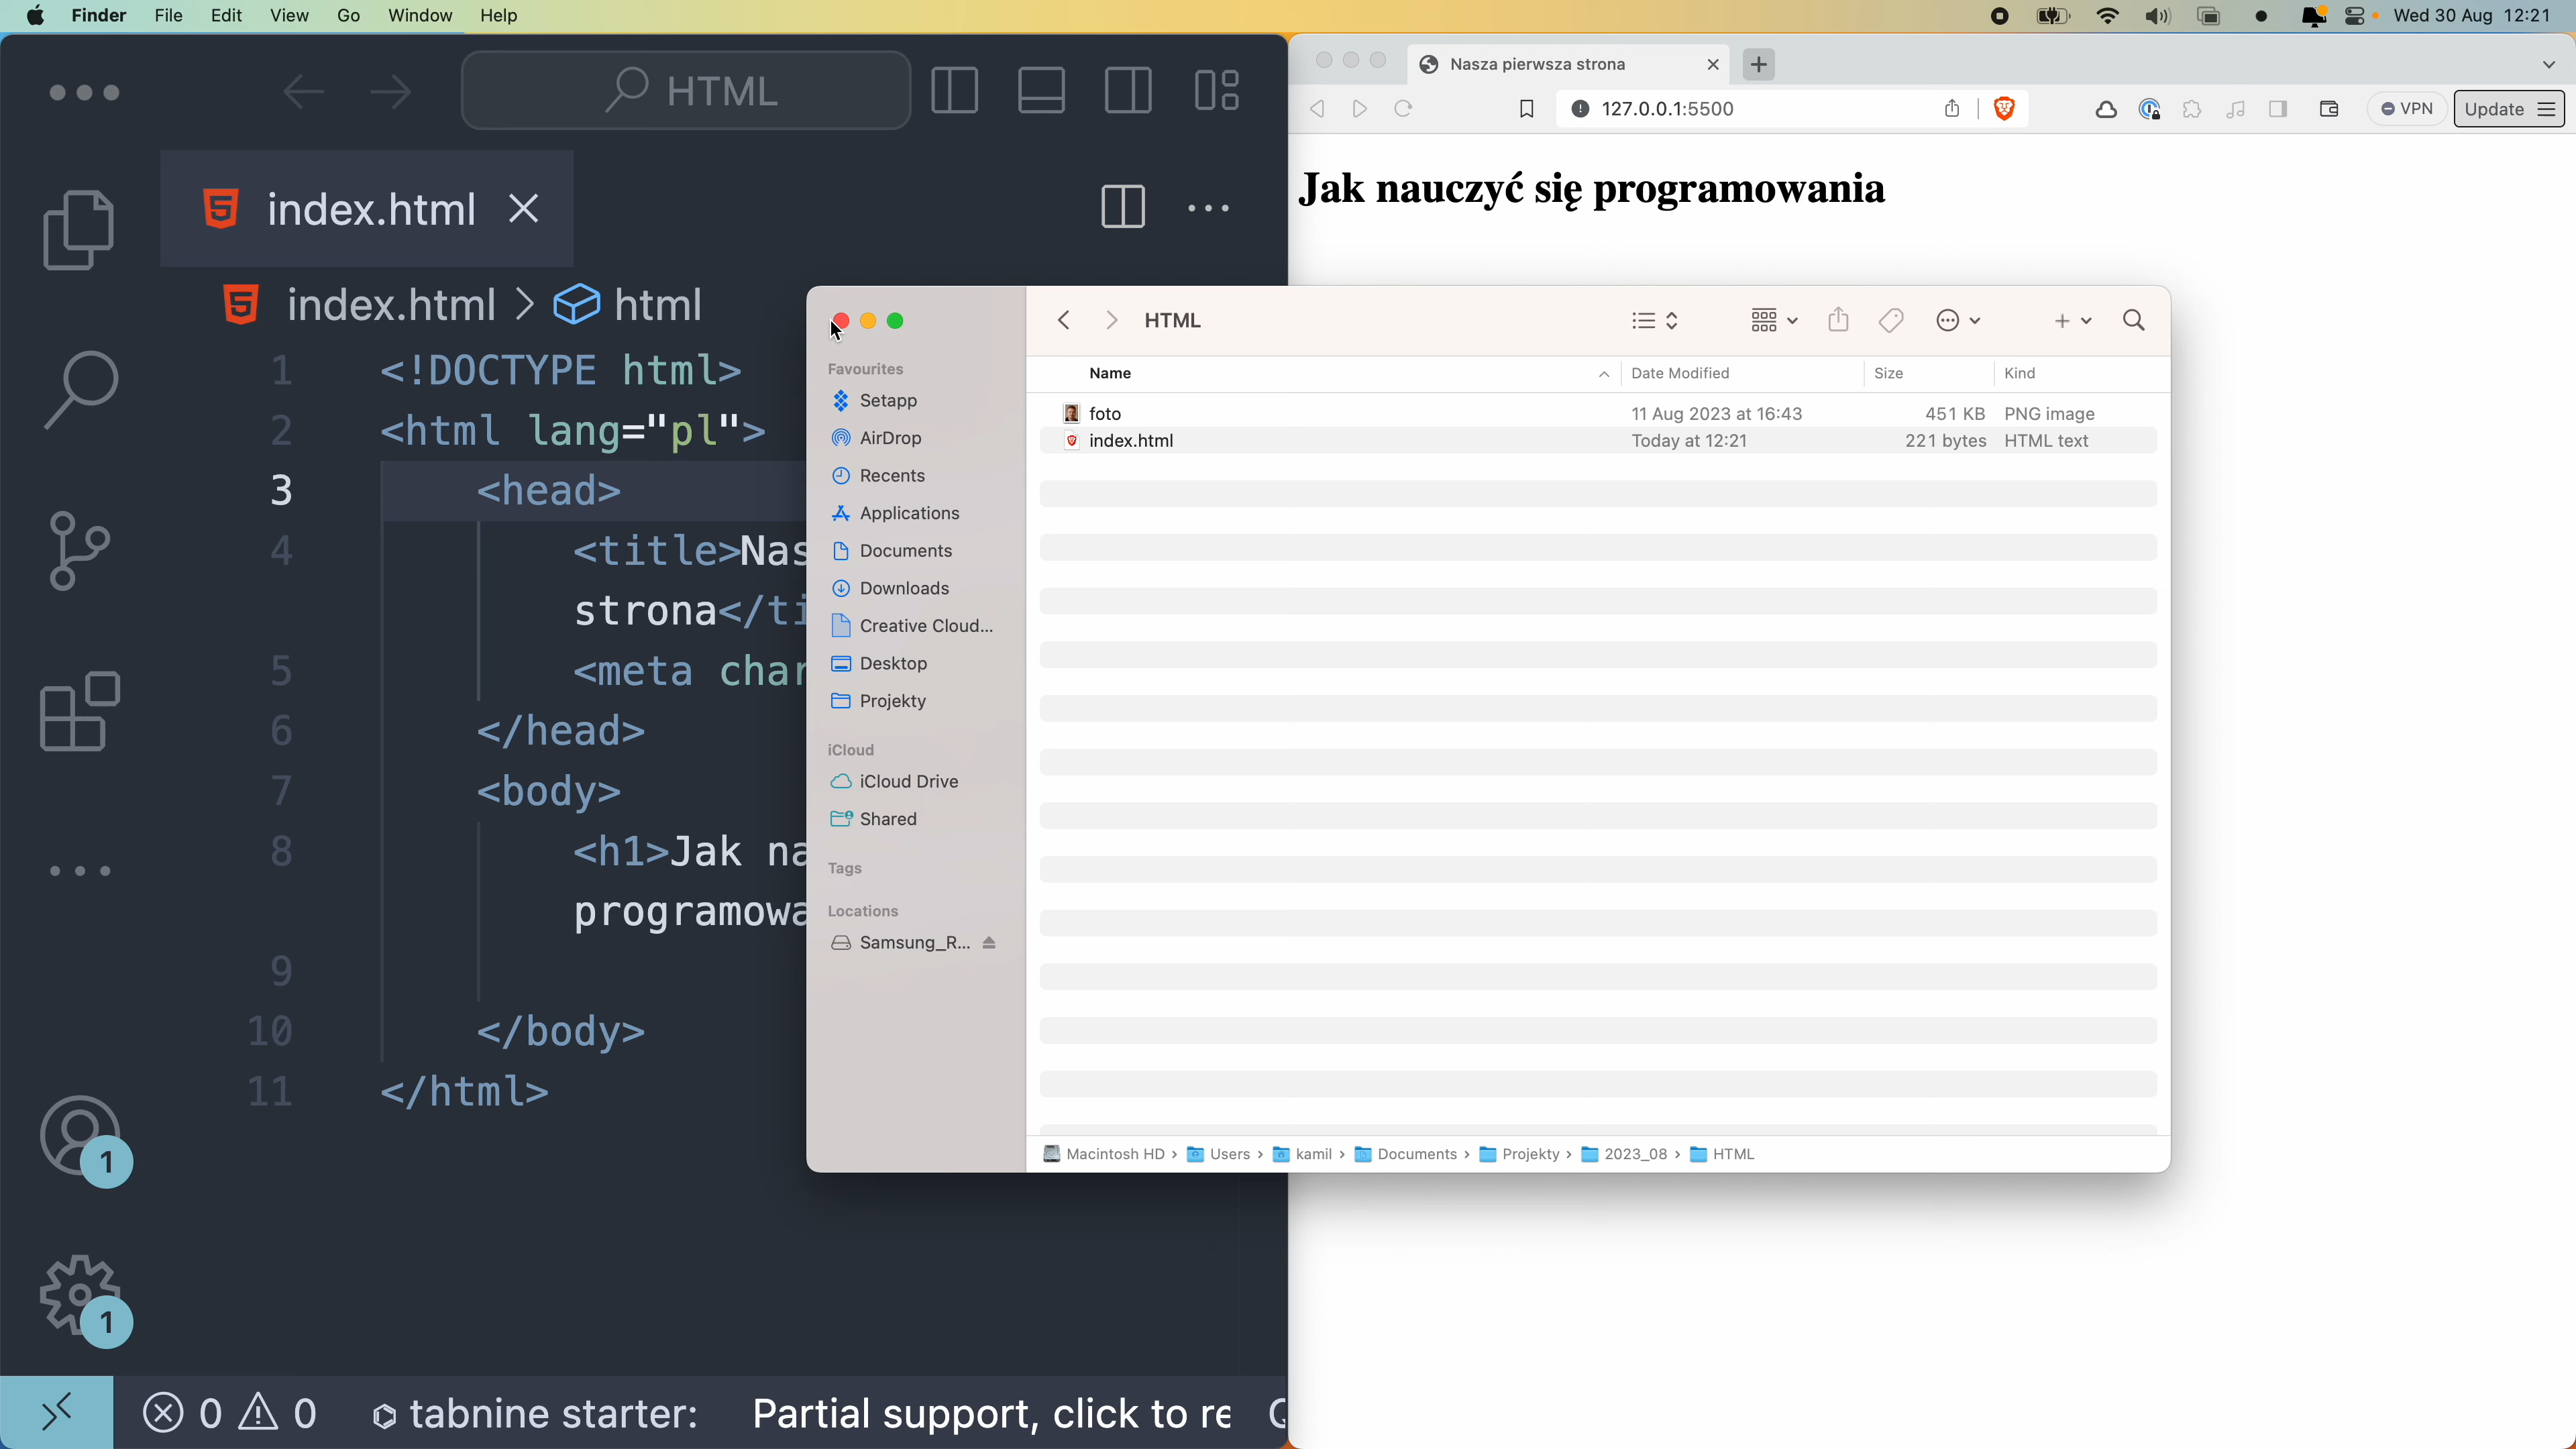 Finder File Edit View Go Window Help
Wed 30 Aug 12:21
HTML
index.html
index.html > html
1 <!DOCTYPE html>
2 <html lang="pl">
3 <head>
4 <title>Nas
strona</ti
5 <meta char
6 </head>
7 <body>
8 <h1>Jak na
programowa
9
10 </body>
11 </html>
1
1
0 0 tabnine starter: Partial support, click to re
Nasza pierwsza strona
127.0.0.1:5500
VPN
Update
Jak nauczyć się programowania
HTML
Favourites
Setapp
AirDrop
Recents
Applications
Documents
Downloads
Creative Cloud...
Desktop
Projekty
iCloud
iCloud Drive
Shared
Tags
Locations
Samsung_R...
Name Date Modified Size Kind
foto 11 Aug 2023 at 16:43 451 KB PNG image
index.html Today at 12:21 221 bytes HTML text
Macintosh HD › Users › kamil › Documents › Projekty › 2023_08 › HTML